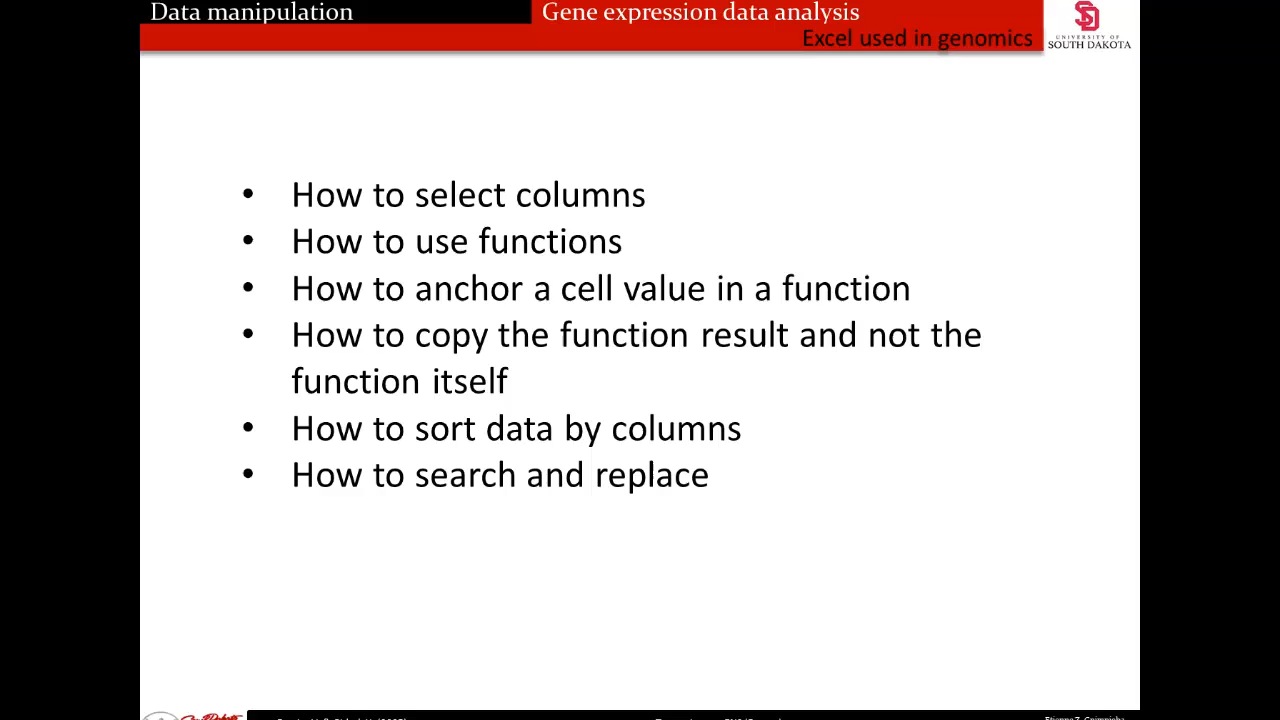 Data manipulation
Gene expression data analysis
Excel used in genomics
UNIVERSITY OF
SOUTH DAKOTA
• How to select columns
• How to use functions
• How to anchor a cell value in a function
• How to copy the function result and not the
function itself
• How to sort data by columns
• How to search and replace